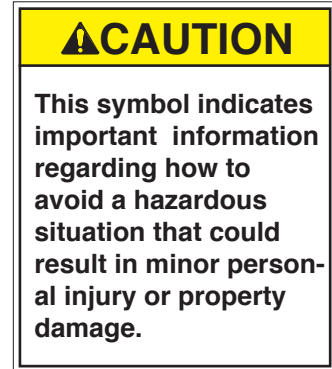 CAUTION
This symbol indicates
important information
regarding how to
avoid a hazardous
situation that could
result in minor person-
al injury or property
damage.